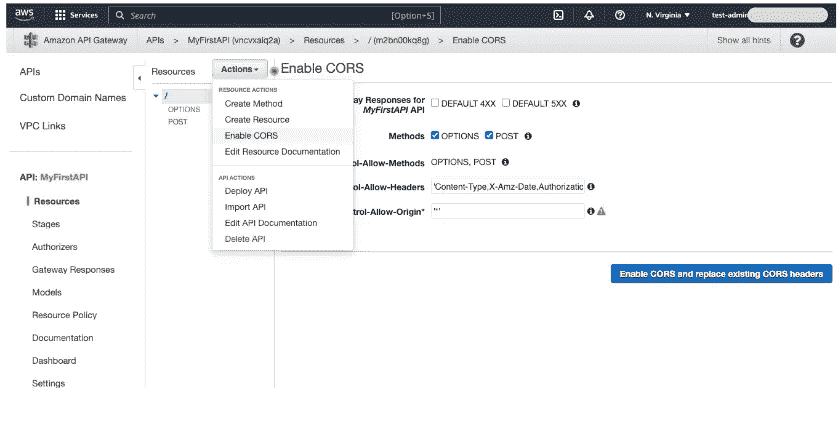 aws Services Search [Option+S] N. Virginia test-admin
Amazon API Gateway APIs > MyFirstAPI (vncvxaiq2a) > Resources > / (m2bn00kq8g) > Enable CORS Show all hints
APIs
Custom Domain Names
VPC Links
API: MyFirstAPI
Resources
Stages
Authorizers
Gateway Responses
Models
Resource Policy
Documentation
Dashboard
Settings
Resources Actions
/
OPTIONS
POST
RESOURCE ACTIONS
Create Method
Create Resource
Enable CORS
Edit Resource Documentation
API ACTIONS
Deploy API
Import API
Edit API Documentation
Delete API
Enable CORS
ay Responses for DEFAULT 4XX DEFAULT 5XX
MyFirstAPI API
Methods OPTIONS POST
ol-Allow-Methods OPTIONS, POST
ol-Allow-Headers 'Content-Type,X-Amz-Date,Authorizatic
trol-Allow-Origin* '*'
Enable CORS and replace existing CORS headers